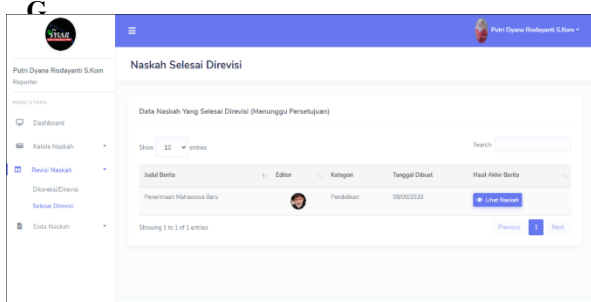 G
SYIAR
Putri Dyana Risdayanti S.Kom
Putri Dyana Risdayanti S.Kom
Reporter
Naskah Selesai Direvisi
MENU UTAMA
Dashboard
Kelola Naskah
Revisi Naskah
Dikoreksi/Direvisi
Selesai Direvisi
Data Naskah
Data Naskah Yang Selesai Direvisi (Menunggu Persetujuan)
Show 10 entries
Search:
Judul Berita Editor Kategori Tanggal Dibuat Hasil Akhir Berita
Penerimaan Mahasiswa Baru Pendidikan 08/09/2020 Lihat Naskah
Showing 1 to 1 of 1 entries
Previous 1 Next